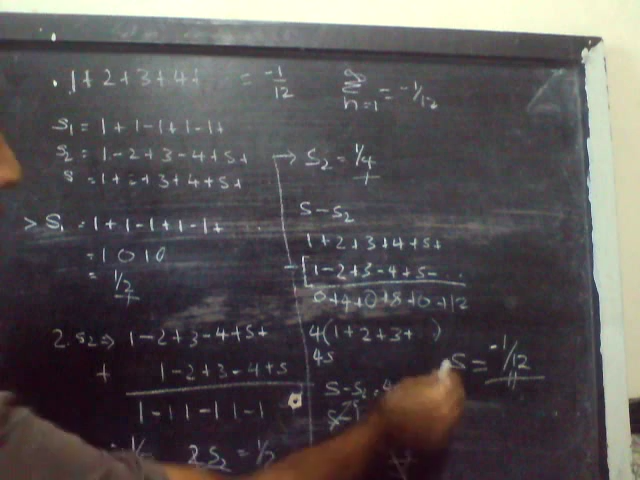 1+2+3+4+ = -1/12
∞ Σ n=1 = -1/12
S1 = 1+1-1+1-1+
S2 = 1-2+3-4+5+
S = 1+2+3+4+5+
> S1 = 1+1-1+1-1+ . . .
= 1 0 1 0
= 1/2
2.S2 ⇒ 1-2+3-4+5+
+ 1-2+3-4+5
1-1 1-1 1-1
2S2 = 1/2
→ S2 = 1/4
S-S2
1+2+3+4+5+
- [1-2+3-4+5- . . .
0+4+0+8+0+12
4(1+2+3+ )
4S
S-S2 = 4
S = -1/12